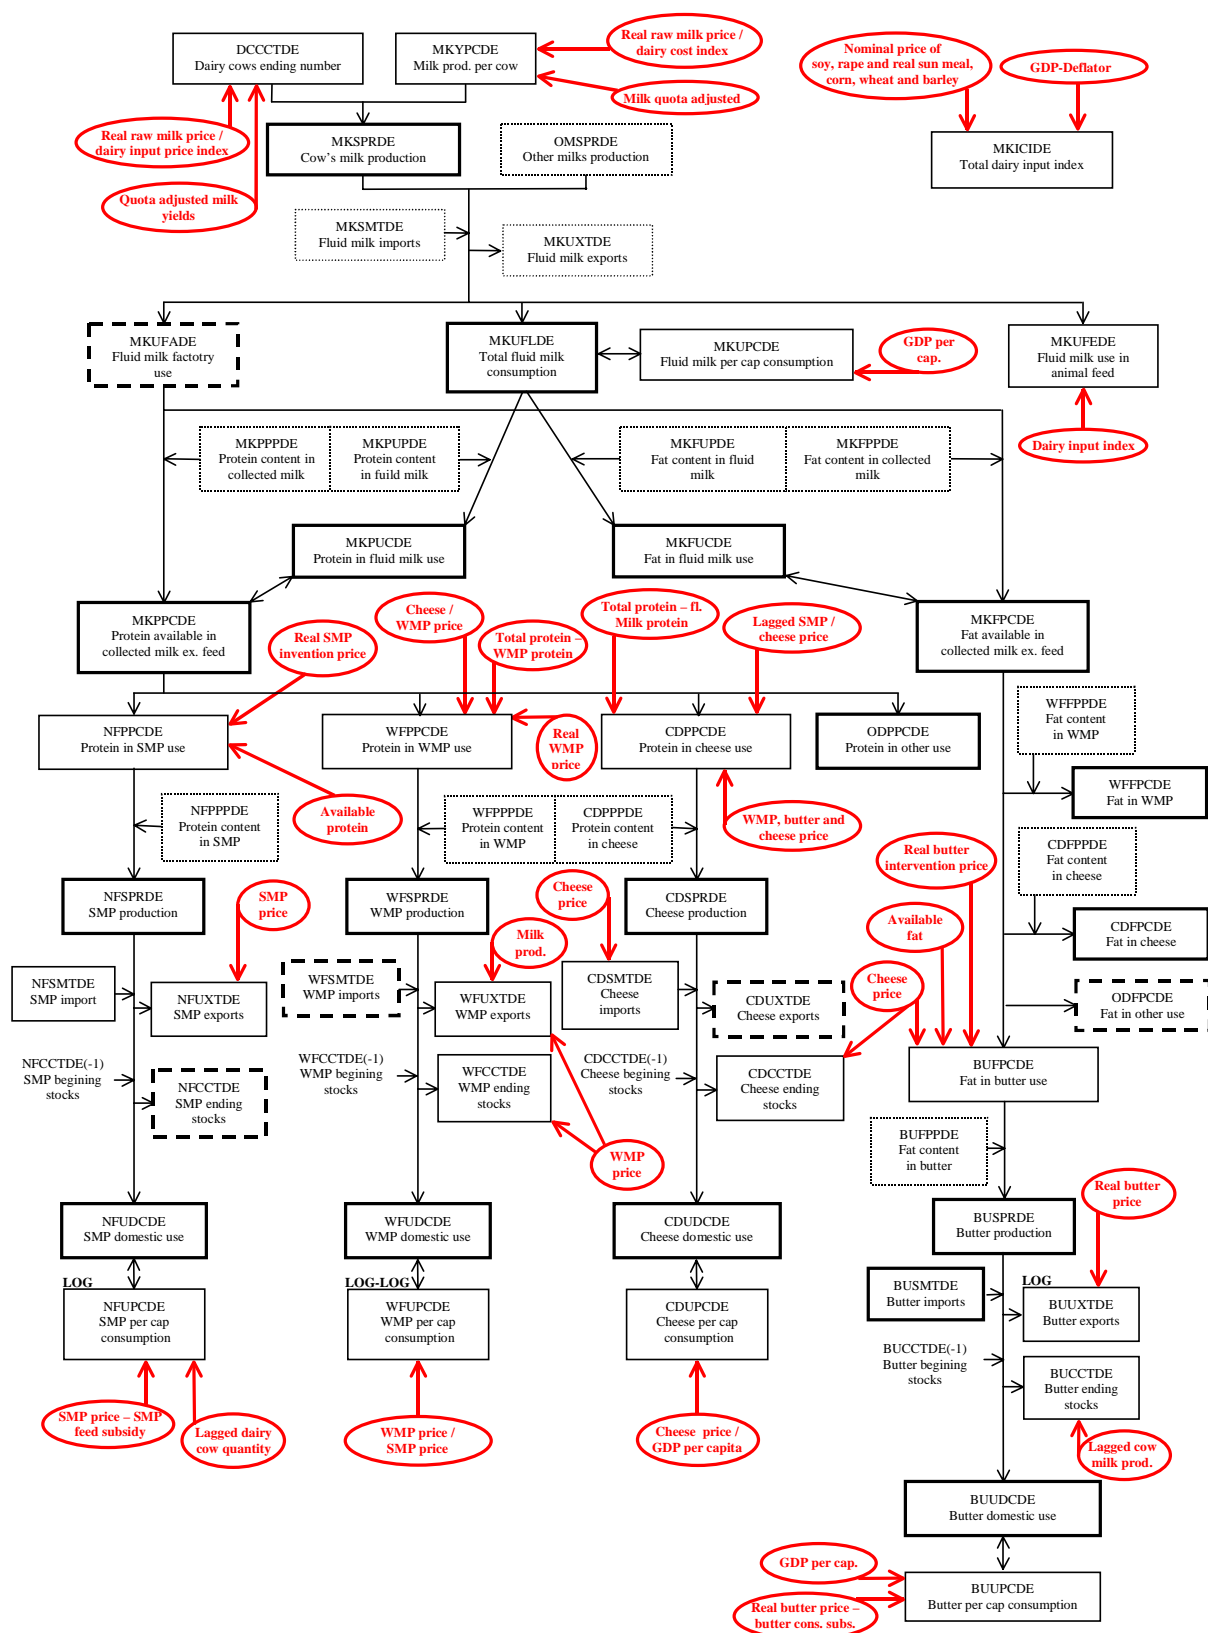 DCCCTDE
Dairy cows ending number
MKYPCDE
Milk prod. per cow
Real raw milk price /
dairy cost index
Milk quota adjusted
Nominal price of
soy, rape and real sun meal,
corn, wheat and barley
GDP-Deflator
Real raw milk price /
dairy input price index
MKSPRDE
Cow's milk production
OMSPRDE
Other milks production
MKICIDE
Total dairy input index
Quota adjusted milk
yields
MKSMTDE
Fluid milk imports
MKUXTDE
Fluid milk exports
MKUFADE
Fluid milk factotry
use
MKUFLDE
Total fluid milk
consumption
MKUPCDE
Fluid milk per cap consumption
GDP per
cap.
MKUFEDE
Fluid milk use in
animal feed
Dairy input index
MKPPPDE
Protein content in
collected milk
MKPUPDE
Protein content
in fuild milk
MKFUPDE
Fat content in fluid
milk
MKFPPDE
Fat content in collected
milk
MKPUCDE
Protein in fluid milk use
MKFUCDE
Fat in fluid milk use
MKPPCDE
Protein available in
collected milk ex. feed
Real SMP
invention price
Cheese /
WMP price
Total protein –
WMP protein
Total protein – fl.
Milk protein
Lagged SMP /
cheese price
MKFPCDE
Fat available in
collected milk ex. feed
NFPPCDE
Protein in SMP use
WFPPCDE
Protein in WMP use
Real
WMP
price
CDPPCDE
Protein in cheese use
ODPPCDE
Protein in other use
WFFPPDE
Fat content
in WMP
WFFPCDE
Fat in WMP
NFPPPDE
Protein content
in SMP
Available
protein
WFPPPDE
Protein content
in WMP
CDPPPDE
Protein content
in cheese
WMP, butter and
cheese price
Real butter
intervention price
CDFPPDE
Fat content
in cheese
NFSPRDE
SMP production
SMP
price
WFSPRDE
WMP production
Cheese
price
CDSPRDE
Cheese production
Available
fat
CDFPCDE
Fat in cheese
Milk
prod.
NFSMTDE
SMP import
NFUXTDE
SMP exports
WFSMTDE
WMP imports
WFUXTDE
WMP exports
CDSMTDE
Cheese
imports
CDUXTDE
Cheese exports
Cheese
price
ODFPCDE
Fat in other use
NFCCTDE(-1)
SMP begining
stocks
NFCCTDE
SMP ending
stocks
WFCCTDE(-1)
WMP begining
stocks
WFCCTDE
WMP ending
stocks
CDCCTDE(-1)
Cheese begining
stocks
CDCCTDE
Cheese ending
stocks
BUFPCDE
Fat in butter use
BUFPPDE
Fat content
in butter
WMP
price
Real butter
price
NFUDCDE
SMP domestic use
WFUDCDE
WMP domestic use
CDUDCDE
Cheese domestic use
BUSPRDE
Butter production
LOG
NFUPCDE
SMP per cap
consumption
LOG-LOG
WFUPCDE
WMP per cap
consumption
CDUPCDE
Cheese per cap
consumption
BUSMTDE
Butter imports
LOG
BUUXTDE
Butter exports
BUCCTDE(-1)
Butter begining
stocks
BUCCTDE
Butter ending
stocks
SMP price – SMP
feed subsidy
Lagged dairy
cow quantity
WMP price /
SMP price
Cheese price /
GDP per capita
Lagged cow
milk prod.
BUUDCDE
Butter domestic use
GDP per cap.
BUUPCDE
Butter per cap consumption
Real butter price –
butter cons. subs.